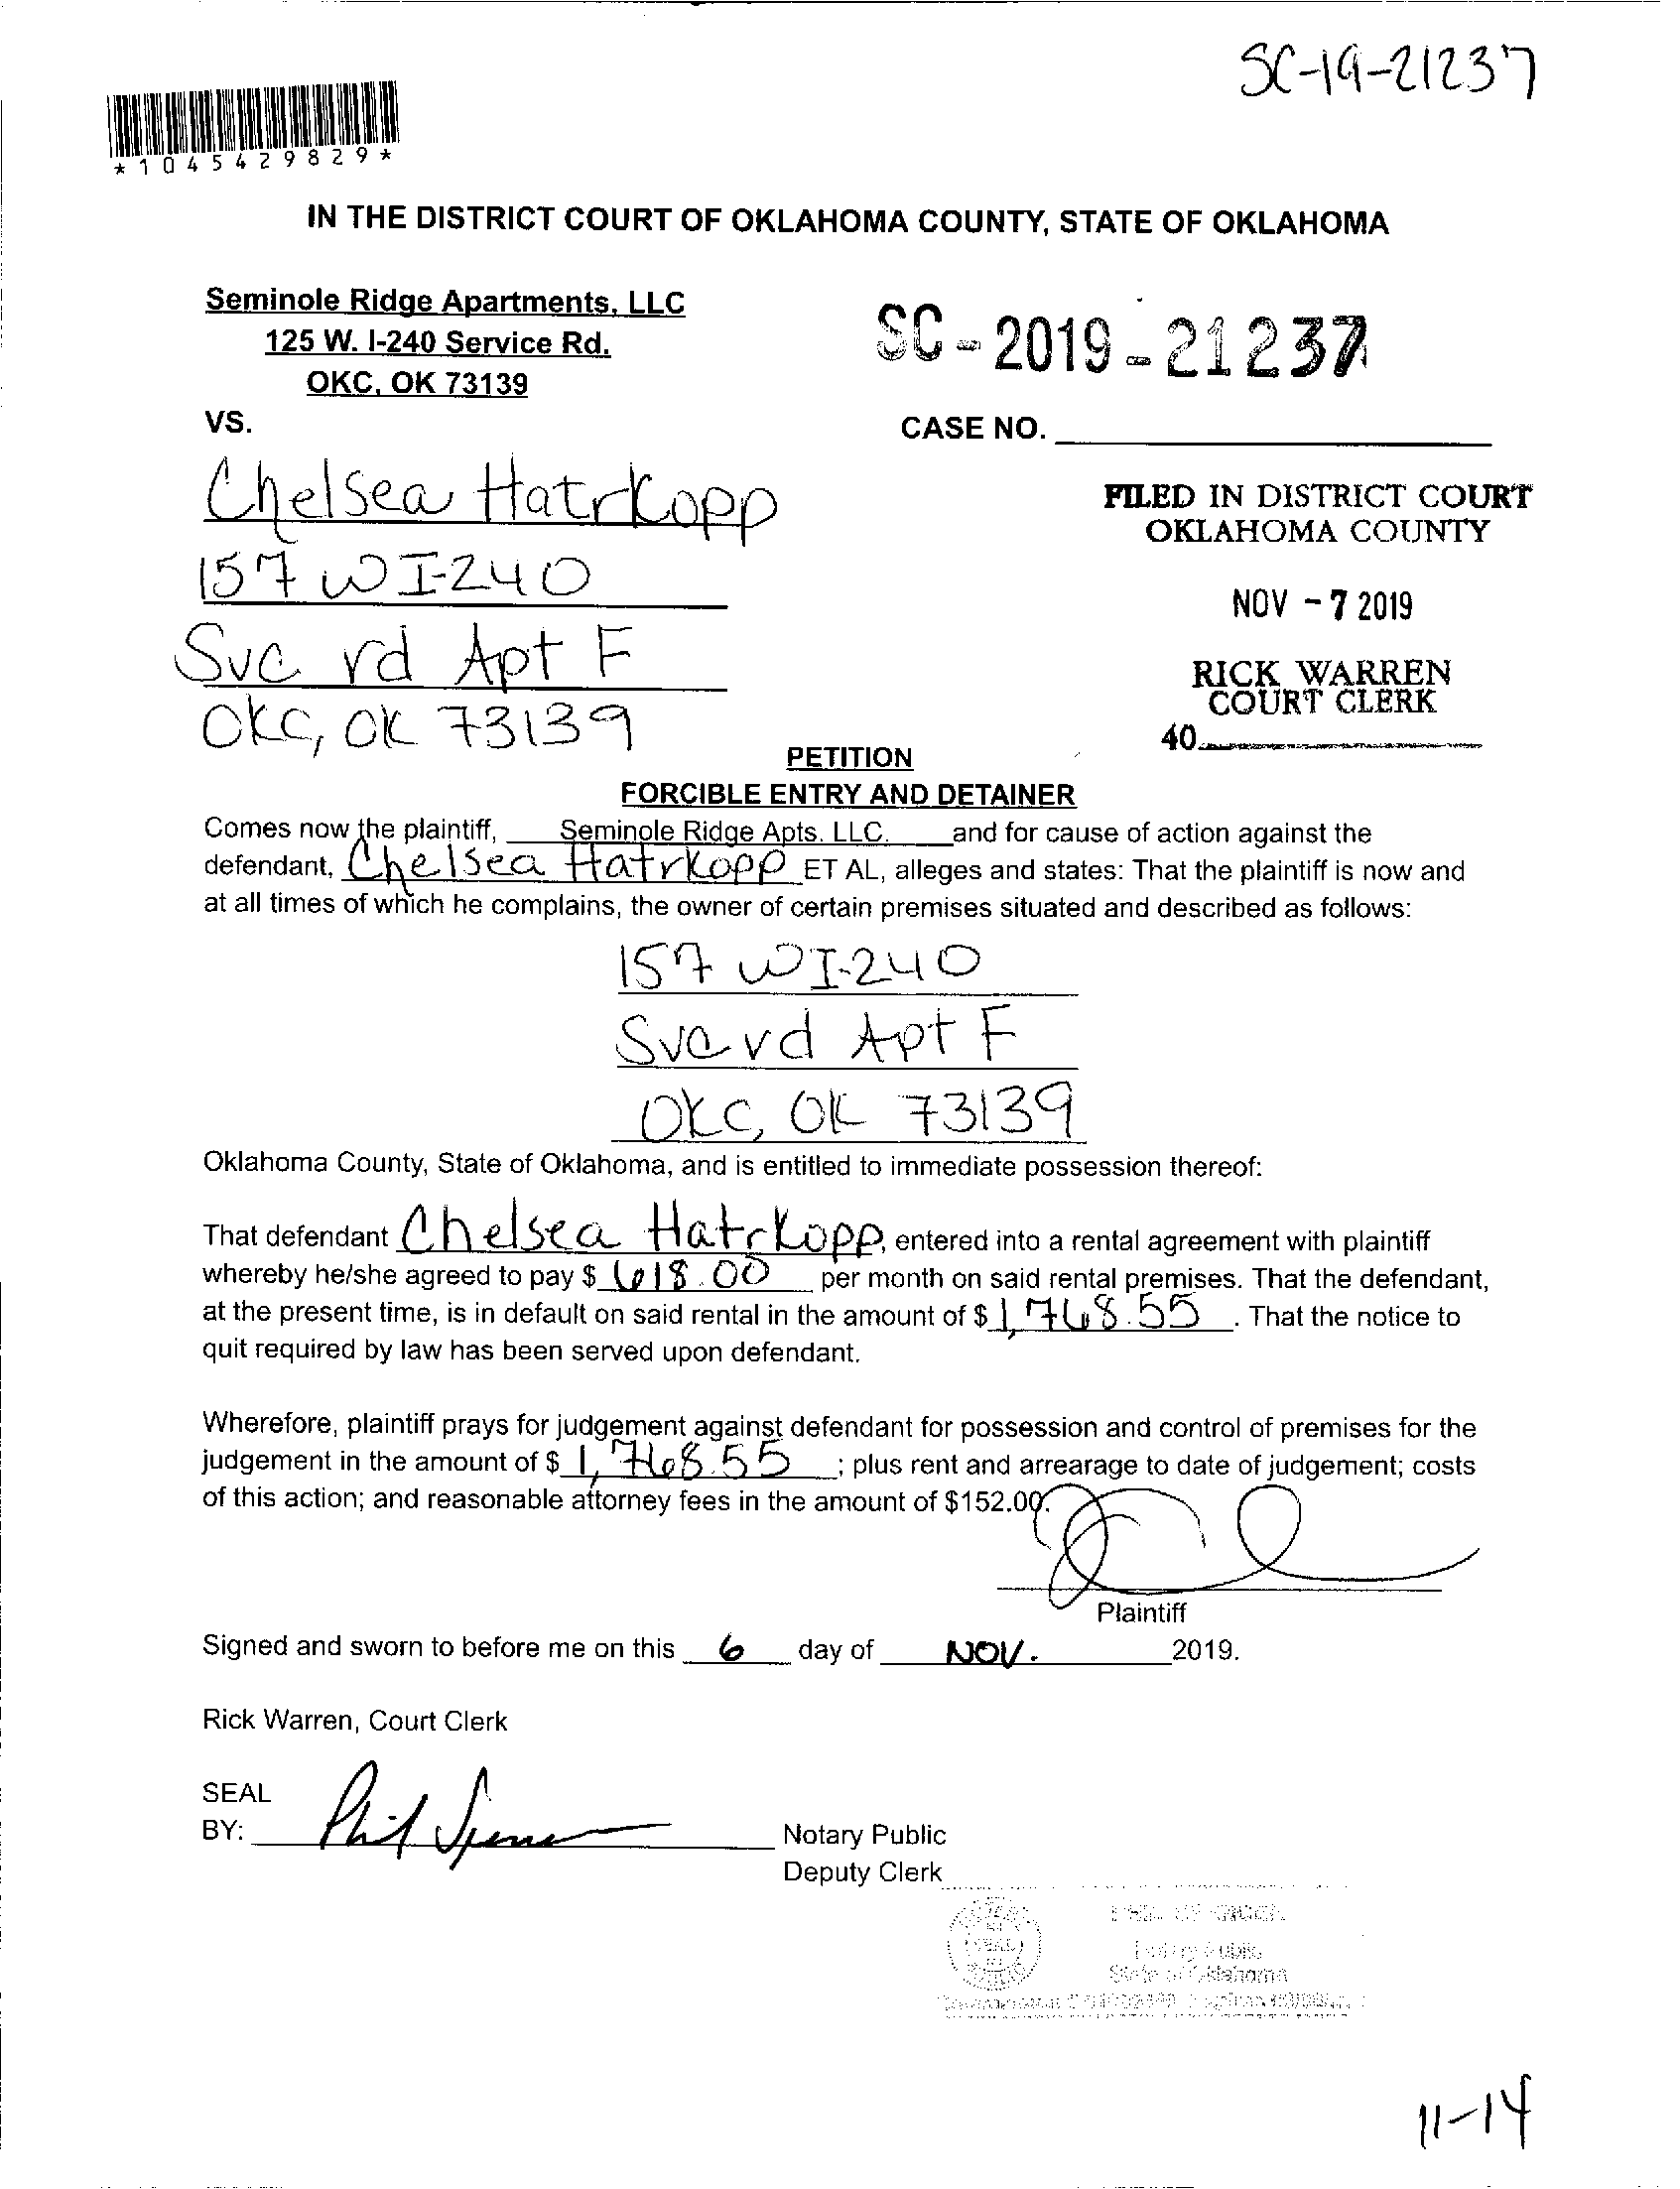 SC-19-21237
*1045429829*
IN THE DISTRICT COURT OF OKLAHOMA COUNTY, STATE OF OKLAHOMA
Seminole Ridge Apartments, LLC
125 W. I-240 Service Rd.
OKC, OK 73139
SC-2019-21237
VS.
CASE NO.
Chelsea Hatrkopp
157 W I-240
Svc rd Apt F
OKC, OK 73139
FILED IN DISTRICT COURT
OKLAHOMA COUNTY
NOV - 7 2019
RICK WARREN
COURT CLERK
40
PETITION
FORCIBLE ENTRY AND DETAINER
Comes now the plaintiff, Seminole Ridge Apts. LLC. and for cause of action against the
defendant, Chelsea Hatrkopp ET AL, alleges and states: That the plaintiff is now and
at all times of which he complains, the owner of certain premises situated and described as follows:
157 W I-240
Svc rd Apt F
OKC, OK 73139
Oklahoma County, State of Oklahoma, and is entitled to immediate possession thereof:
That defendant Chelsea Hatrkopp, entered into a rental agreement with plaintiff
whereby he/she agreed to pay $ 618.00 per month on said rental premises. That the defendant,
at the present time, is in default on said rental in the amount of $ 1,768.55. That the notice to
quit required by law has been served upon defendant.
Wherefore, plaintiff prays for judgement against defendant for possession and control of premises for the
judgement in the amount of $ 1,768.55; plus rent and arrearage to date of judgement; costs
of this action; and reasonable attorney fees in the amount of $152.00.
Plaintiff
Signed and sworn to before me on this 6 day of NOV. 2019.
Rick Warren, Court Clerk
SEAL
BY:
Notary Public
Deputy Clerk
Notary Public
State of Oklahoma
11-14